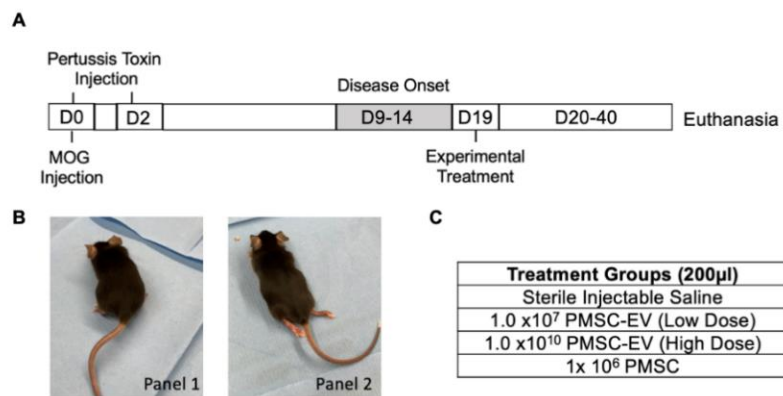 A
Pertussis Toxin
Injection
Disease Onset
D0 D2 D9-14 D19 D20-40 Euthanasia
MOG
Injection
Experimental
Treatment
B
Panel 1 Panel 2
C
Treatment Groups (200µl)
Sterile Injectable Saline
1.0 x10⁷ PMSC-EV (Low Dose)
1.0 x10¹⁰ PMSC-EV (High Dose)
1x 10⁶ PMSC